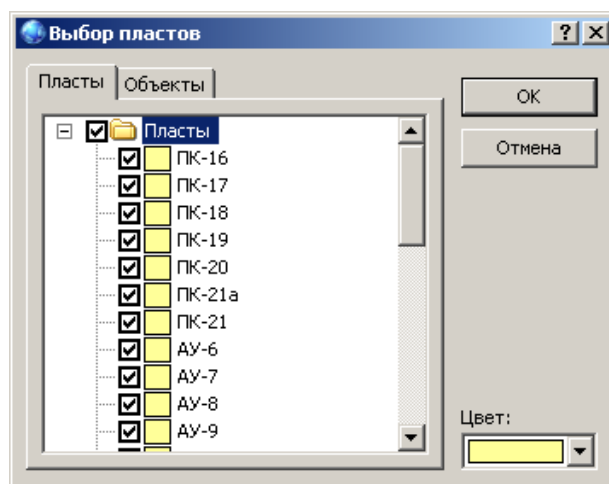 Выбор пластов
Пласты Объекты
Пласты
ПК-16
ПК-17
ПК-18
ПК-19
ПК-20
ПК-21а
ПК-21
АУ-6
АУ-7
АУ-8
АУ-9
OK
Отмена
Цвет: